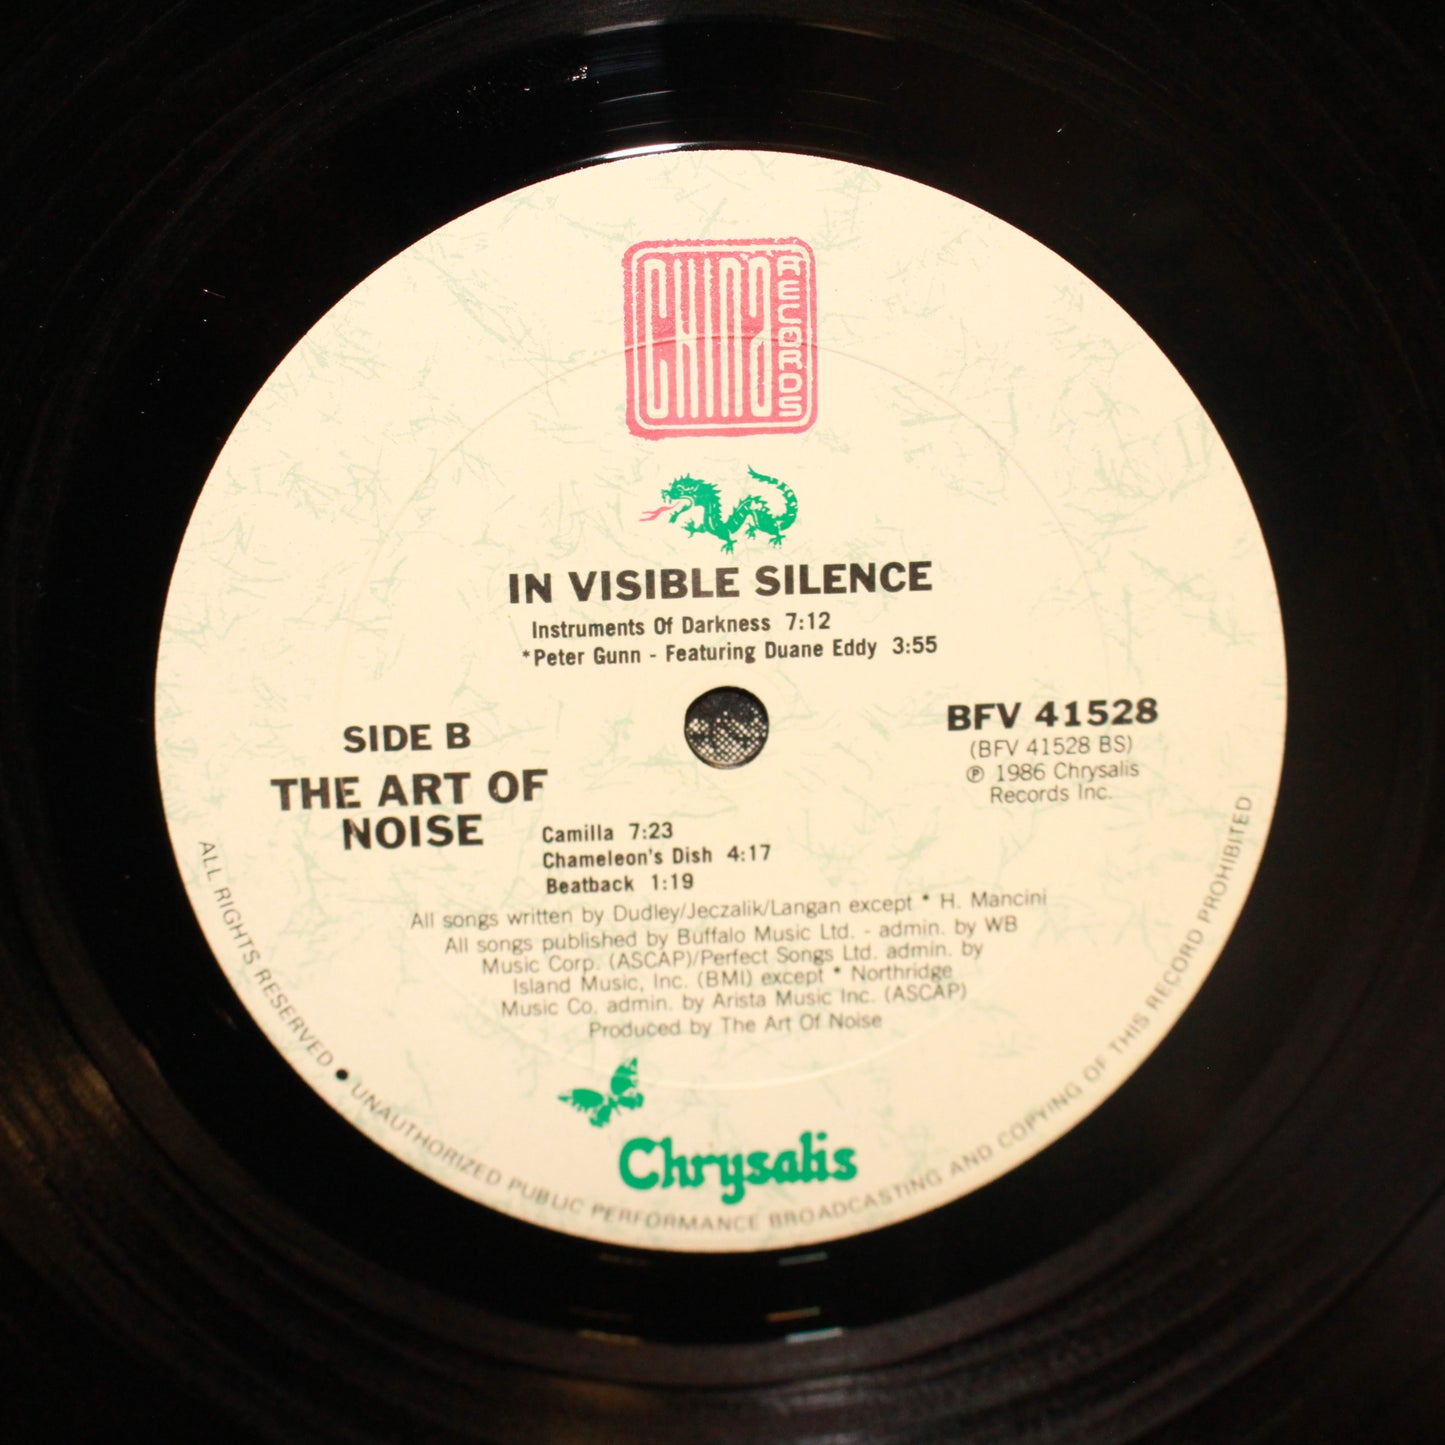 CHINA RECORDS
IN VISIBLE SILENCE
Instruments Of Darkness 7:12
*Peter Gunn - Featuring Duane Eddy 3:55
SIDE B
THE ART OF
NOISE
BFV 41528
(BFV 41528 BS)
℗ 1986 Chrysalis
Records Inc.
Camilla 7:23
Chameleon's Dish 4:17
Beatback 1:19
All songs written by Dudley/Jeczalik/Langan except * H. Mancini
All songs published by Buffalo Music Ltd. - admin. by WB
Music Corp. (ASCAP)/Perfect Songs Ltd. admin. by
Island Music, Inc. (BMI) except * Northridge
Music Co. admin. by Arista Music Inc. (ASCAP)
Produced by The Art Of Noise
Chrysalis
ALL RIGHTS RESERVED • UNAUTHORIZED PUBLIC PERFORMANCE BROADCASTING AND COPYING OF THIS RECORD PROHIBITED